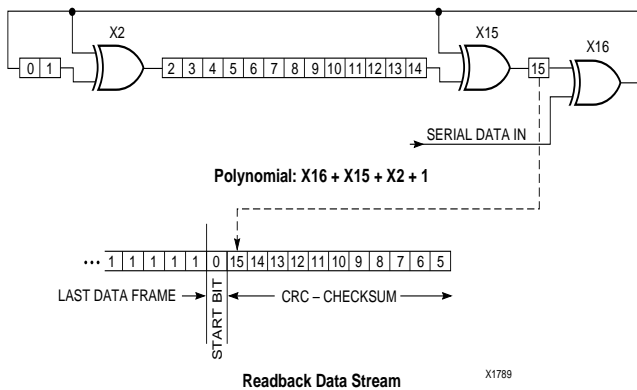 X2
X15
X16
0 1
2 3 4 5 6 7 8 9 10 11 12 13 14
15
SERIAL DATA IN
Polynomial: X16 + X15 + X2 + 1
••• 1 1 1 1 1 0 15 14 13 12 11 10 9 8 7 6 5
LAST DATA FRAME
START BIT
CRC – CHECKSUM
Readback Data Stream
X1789